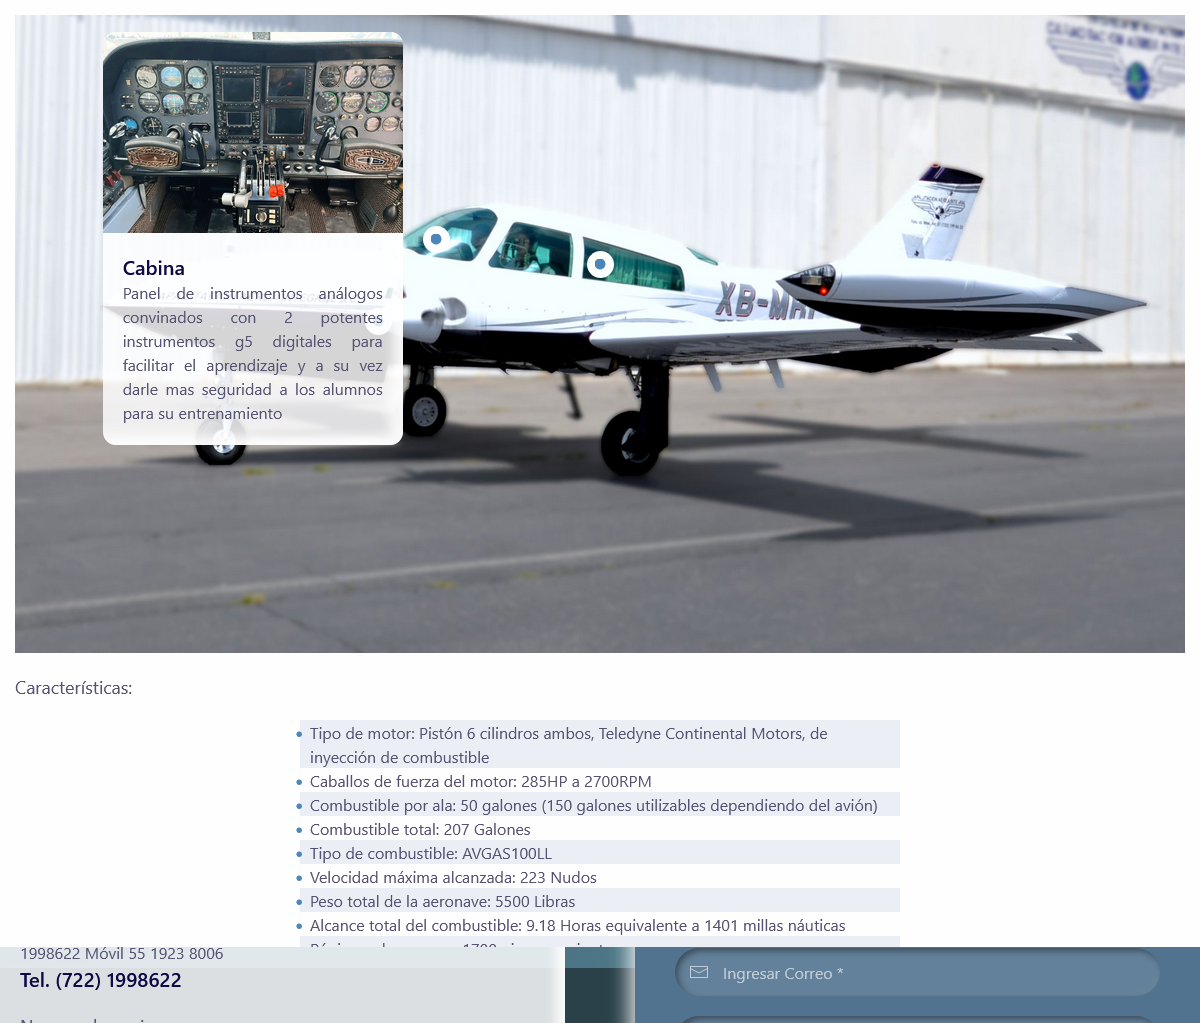 Cabina
Panel de instrumentos análogos
convinados con 2 potentes
instrumentos g5 digitales para
facilitar el aprendizaje y a su vez
darle mas seguridad a los alumnos
para su entrenamiento
Características:
Tipo de motor: Pistón 6 cilindros ambos, Teledyne Continental Motors, de
inyección de combustible
Caballos de fuerza del motor: 285HP a 2700RPM
Combustible por ala: 50 galones (150 galones utilizables dependiendo del avión)
Combustible total: 207 Galones
Tipo de combustible: AVGAS100LL
Velocidad máxima alcanzada: 223 Nudos
Peso total de la aeronave: 5500 Libras
Alcance total del combustible: 9.18 Horas equivalente a 1401 millas náuticas
1998622 Móvil 55 1923 8006
Tel. (722) 1998622
Ingresar Correo *